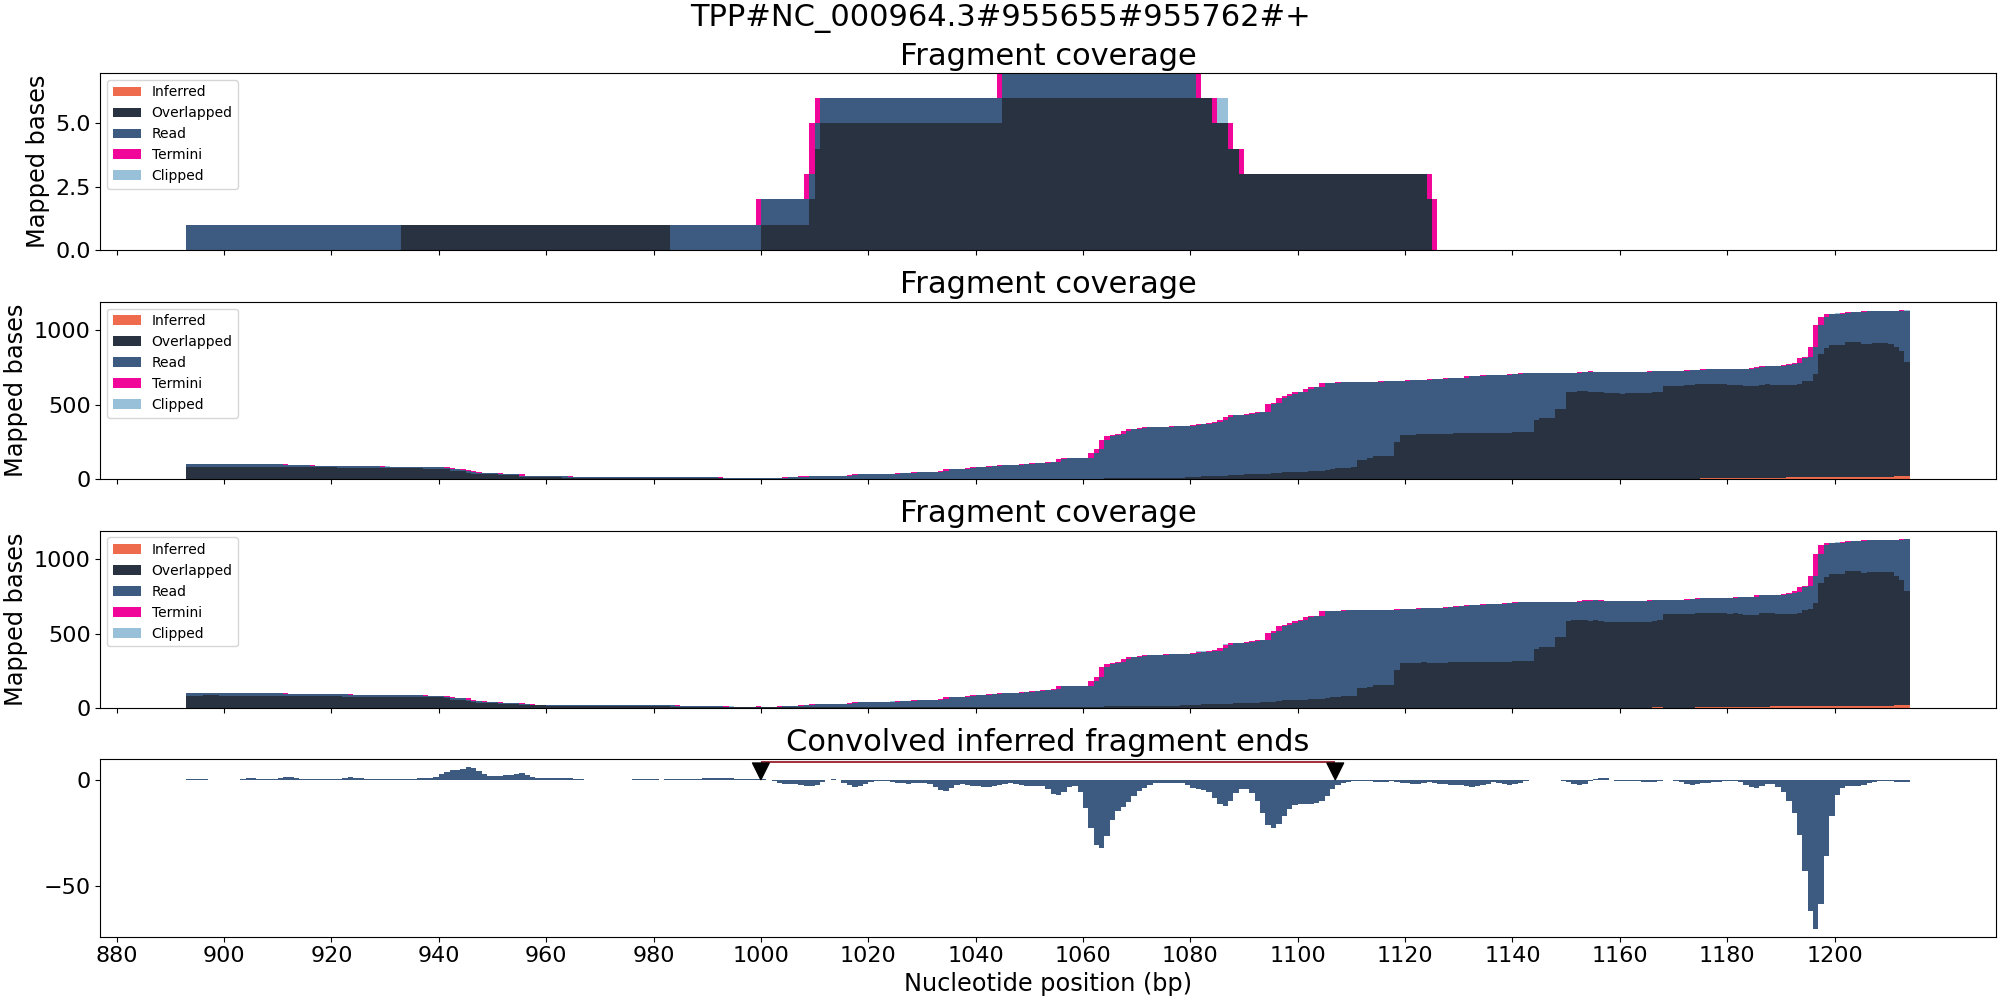 TPP#NC_000964.3#955655#955762#+
Fragment coverage
Mapped bases
5.0
2.5
0.0
Inferred
Overlapped
Read
Termini
Clipped
Fragment coverage
Mapped bases
1000
500
0
Inferred
Overlapped
Read
Termini
Clipped
Fragment coverage
Mapped bases
1000
500
0
Inferred
Overlapped
Read
Termini
Clipped
Convolved inferred fragment ends
0
−50
880 900 920 940 960 980 1000 1020 1040 1060 1080 1100 1120 1140 1160 1180 1200
Nucleotide position (bp)